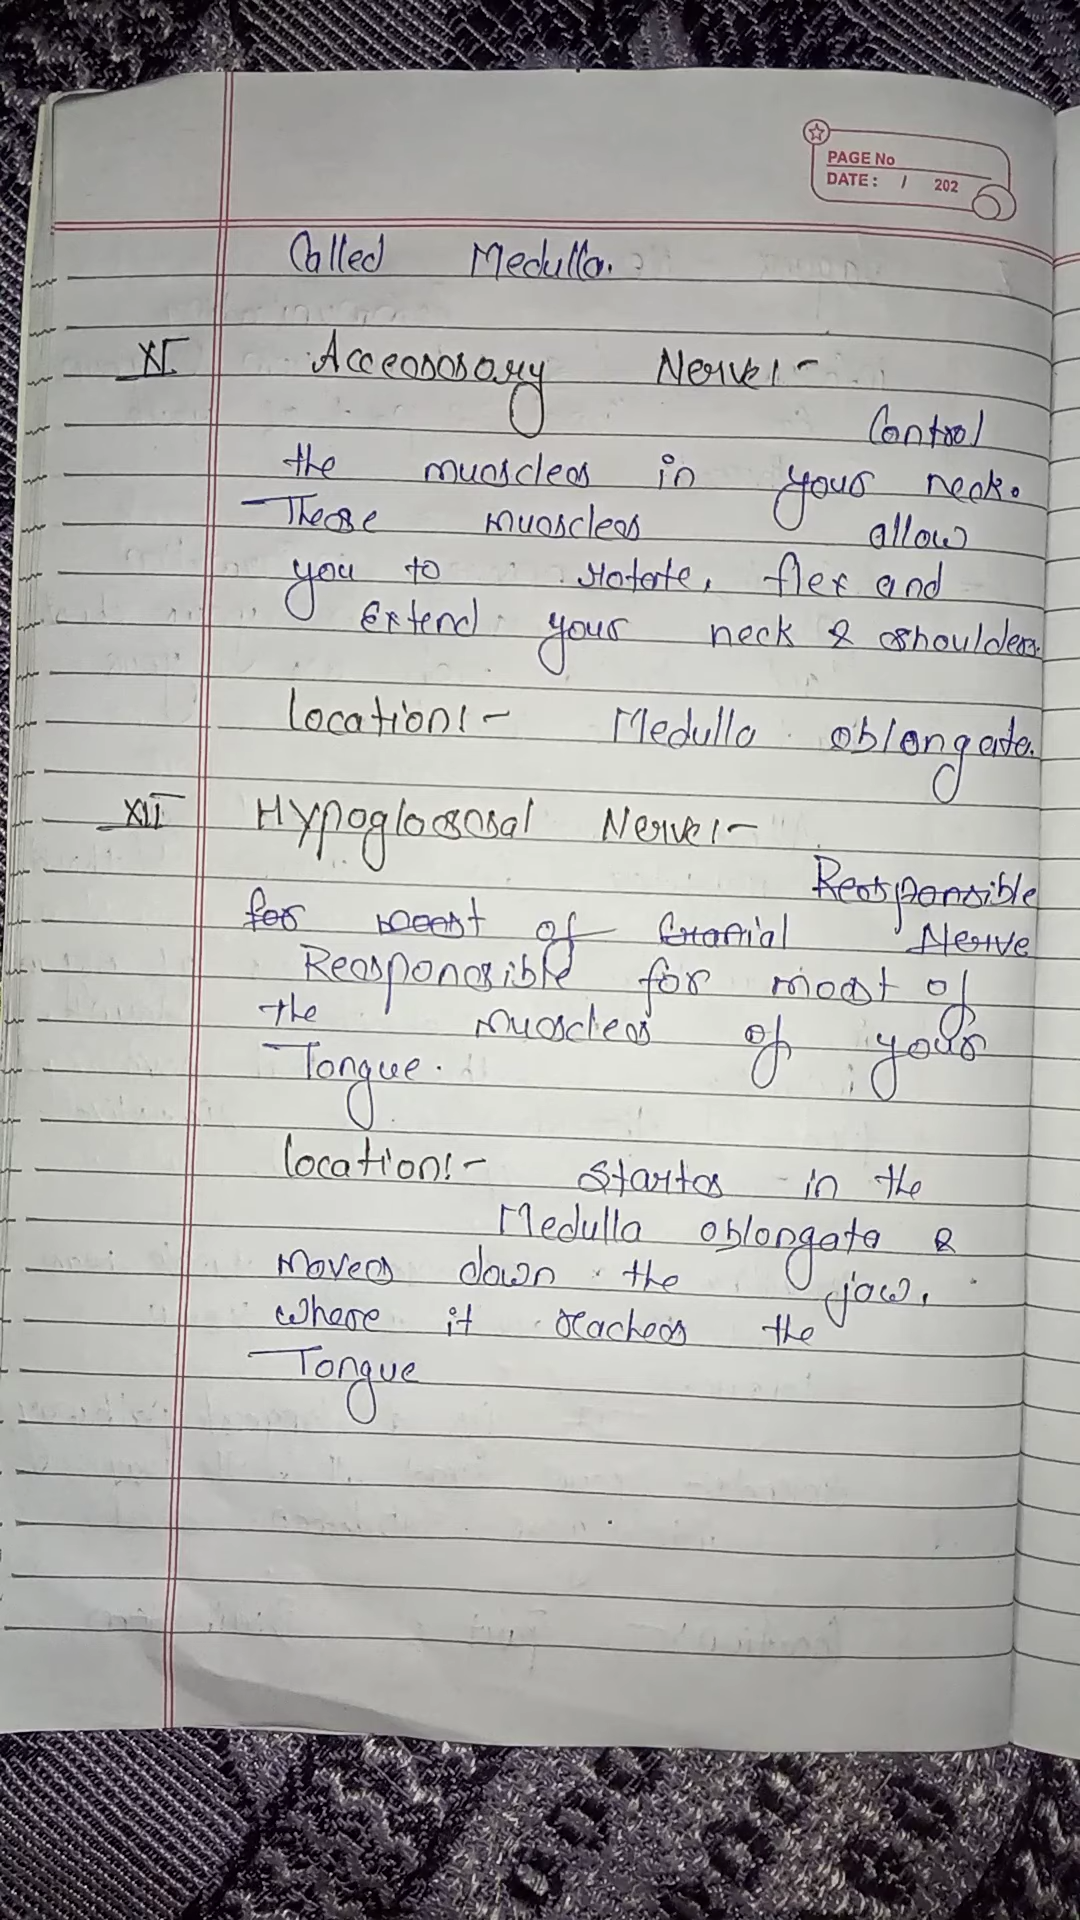 PAGE No
DATE: / 202
Called Medulla.
XI Accessory Nerve:-
Control
the muscles in your neck.
These muscles allow
you to rotate, flex and
Extend your neck & shoulders.
Location:- Medulla oblongata.
XII Hypoglossal Nerve:-
Responsible
for most of Cranial Nerve
Responsible for most of
the muscles of your
Tongue.
Location:- Starts in the
Medulla oblongata &
Moves down the jaw,
where it reaches the
Tongue